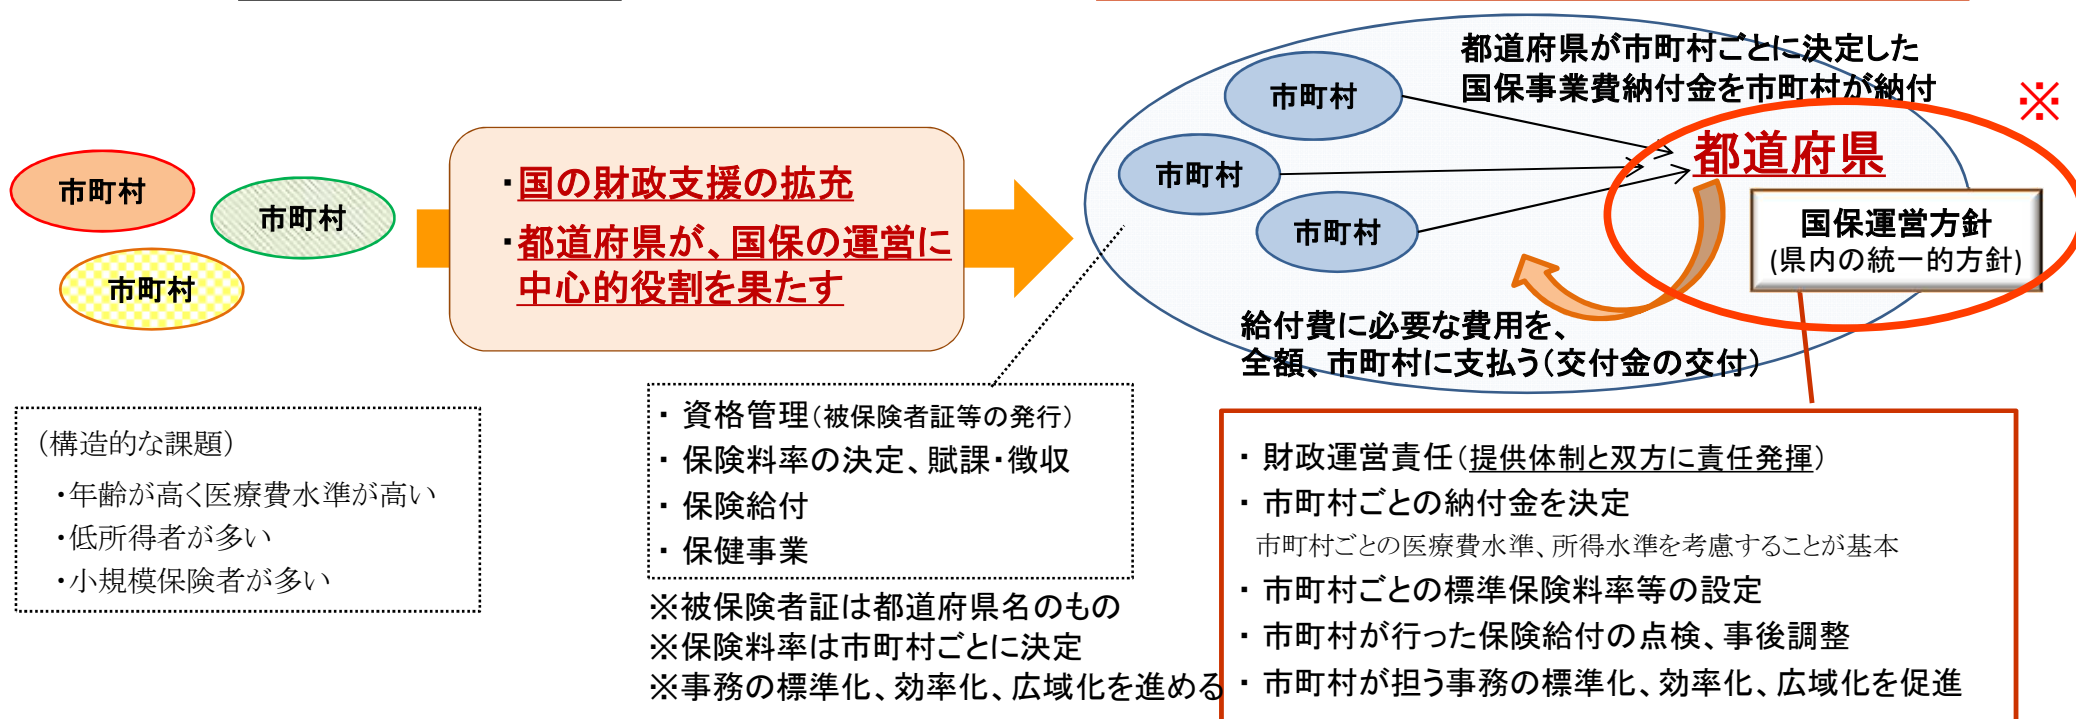 市町村
市町村
市町村
(構造的な課題)
・年齢が高く医療費水準が高い
・低所得者が多い
・小規模保険者が多い
・国の財政支援の拡充
・都道府県が、国保の運営に
中心的役割を果たす
都道府県が市町村ごとに決定した
国保事業費納付金を市町村が納付
※
市町村
市町村
市町村
都道府県
国保運営方針
(県内の統一的方針)
給付費に必要な費用を、
全額、市町村に支払う(交付金の交付)
・ 資格管理(被保険者証等の発行)
・ 保険料率の決定、賦課・徴収
・ 保険給付
・ 保健事業
※被保険者証は都道府県名のもの
※保険料率は市町村ごとに決定
※事務の標準化、効率化、広域化を進める
・ 財政運営責任(提供体制と双方に責任発揮)
・ 市町村ごとの納付金を決定
市町村ごとの医療費水準、所得水準を考慮することが基本
・ 市町村ごとの標準保険料率等の設定
・ 市町村が行った保険給付の点検、事後調整
・ 市町村が担う事務の標準化、効率化、広域化を促進